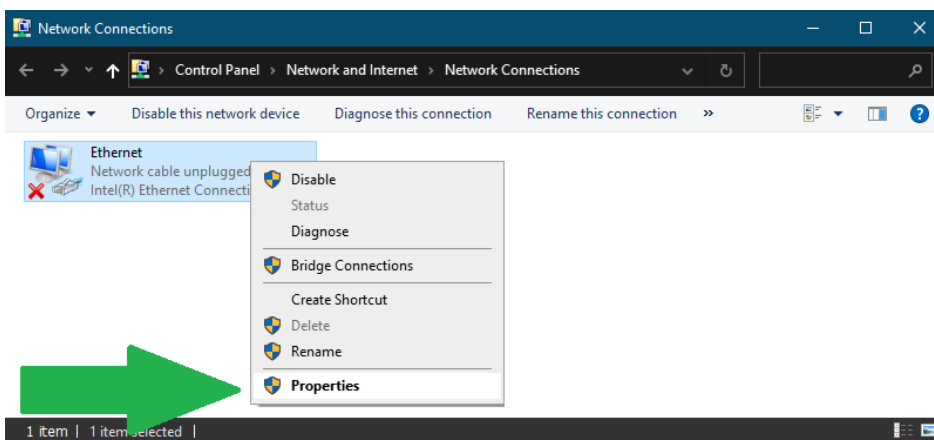 Network Connections
Control Panel > Network and Internet > Network Connections
Organize Disable this network device Diagnose this connection Rename this connection »
Ethernet
Network cable unplugged
Intel(R) Ethernet Connecti
Disable
Status
Diagnose
Bridge Connections
Create Shortcut
Delete
Rename
Properties
1 item | 1 item selected |